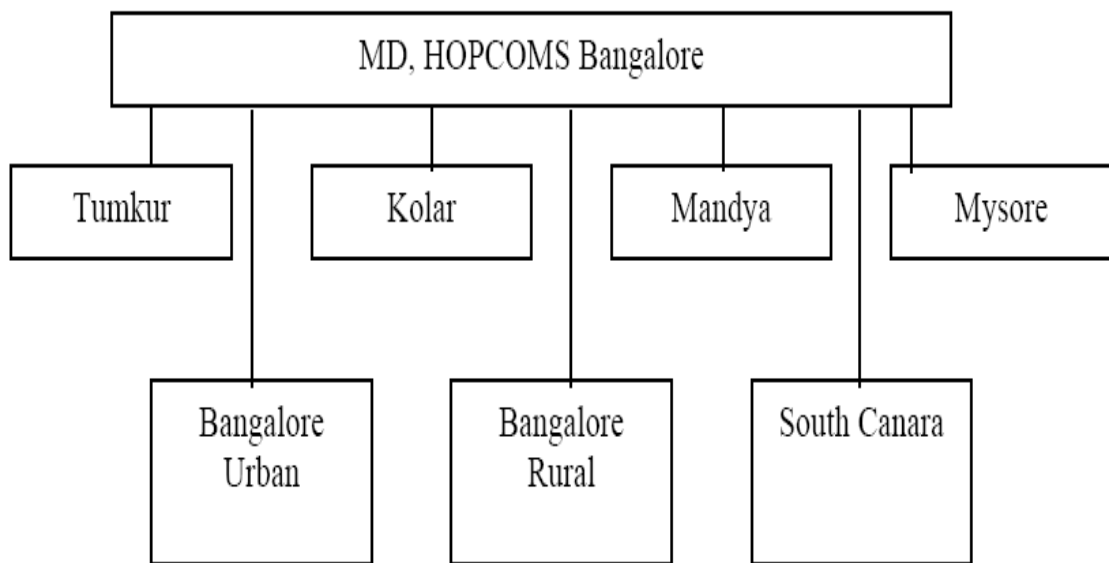 MD, HOPCOMS Bangalore
Tumkur
Kolar
Mandya
Mysore
Bangalore
Urban
Bangalore
Rural
South Canara